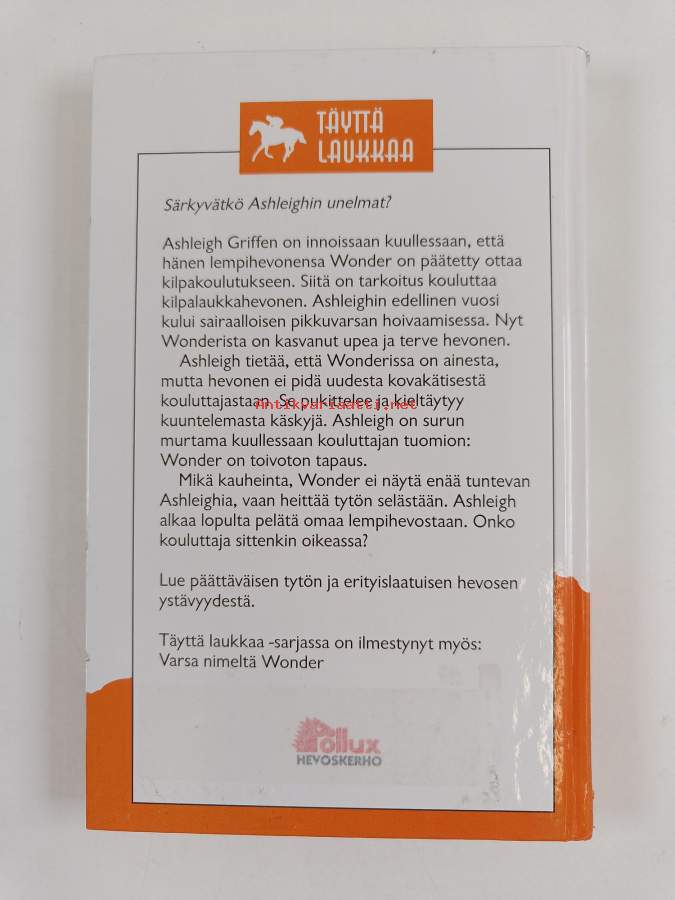 TÄYTTÄ
LAUKKAA
Särkyvätkö Ashleighin unelmat?
Ashleigh Griffen on innoissaan kuullessaan, että
hänen lempihevonensa Wonder on päätetty ottaa
kilpakoulutukseen. Siitä on tarkoitus kouluttaa
kilpalaukkahevonen. Ashleighin edellinen vuosi
kului sairaalloisen pikkuvarsan hoivaamisessa. Nyt
Wonderista on kasvanut upea ja terve hevonen.
Ashleigh tietää, että Wonderissa on ainesta,
mutta hevonen ei pidä uudesta kovakätisestä
kouluttajastaan. Se pukittelee ja kieltäytyy
Antikvariaatti.net
kuuntelemasta käskyjä. Ashleigh on surun
murtama kuullessaan kouluttajan tuomion:
Wonder on toivoton tapaus.
Mikä kauheinta, Wonder ei näytä enää tuntevan
Ashleighia, vaan heittää tytön selästään. Ashleigh
alkaa lopulta pelätä omaa lempihevostaan. Onko
kouluttaja sittenkin oikeassa?
Lue päättäväisen tytön ja erityislaatuisen hevosen
ystävyydestä.
Täyttä laukkaa -sarjassa on ilmestynyt myös:
Varsa nimeltä Wonder
Pollux
HEVOSKERHO